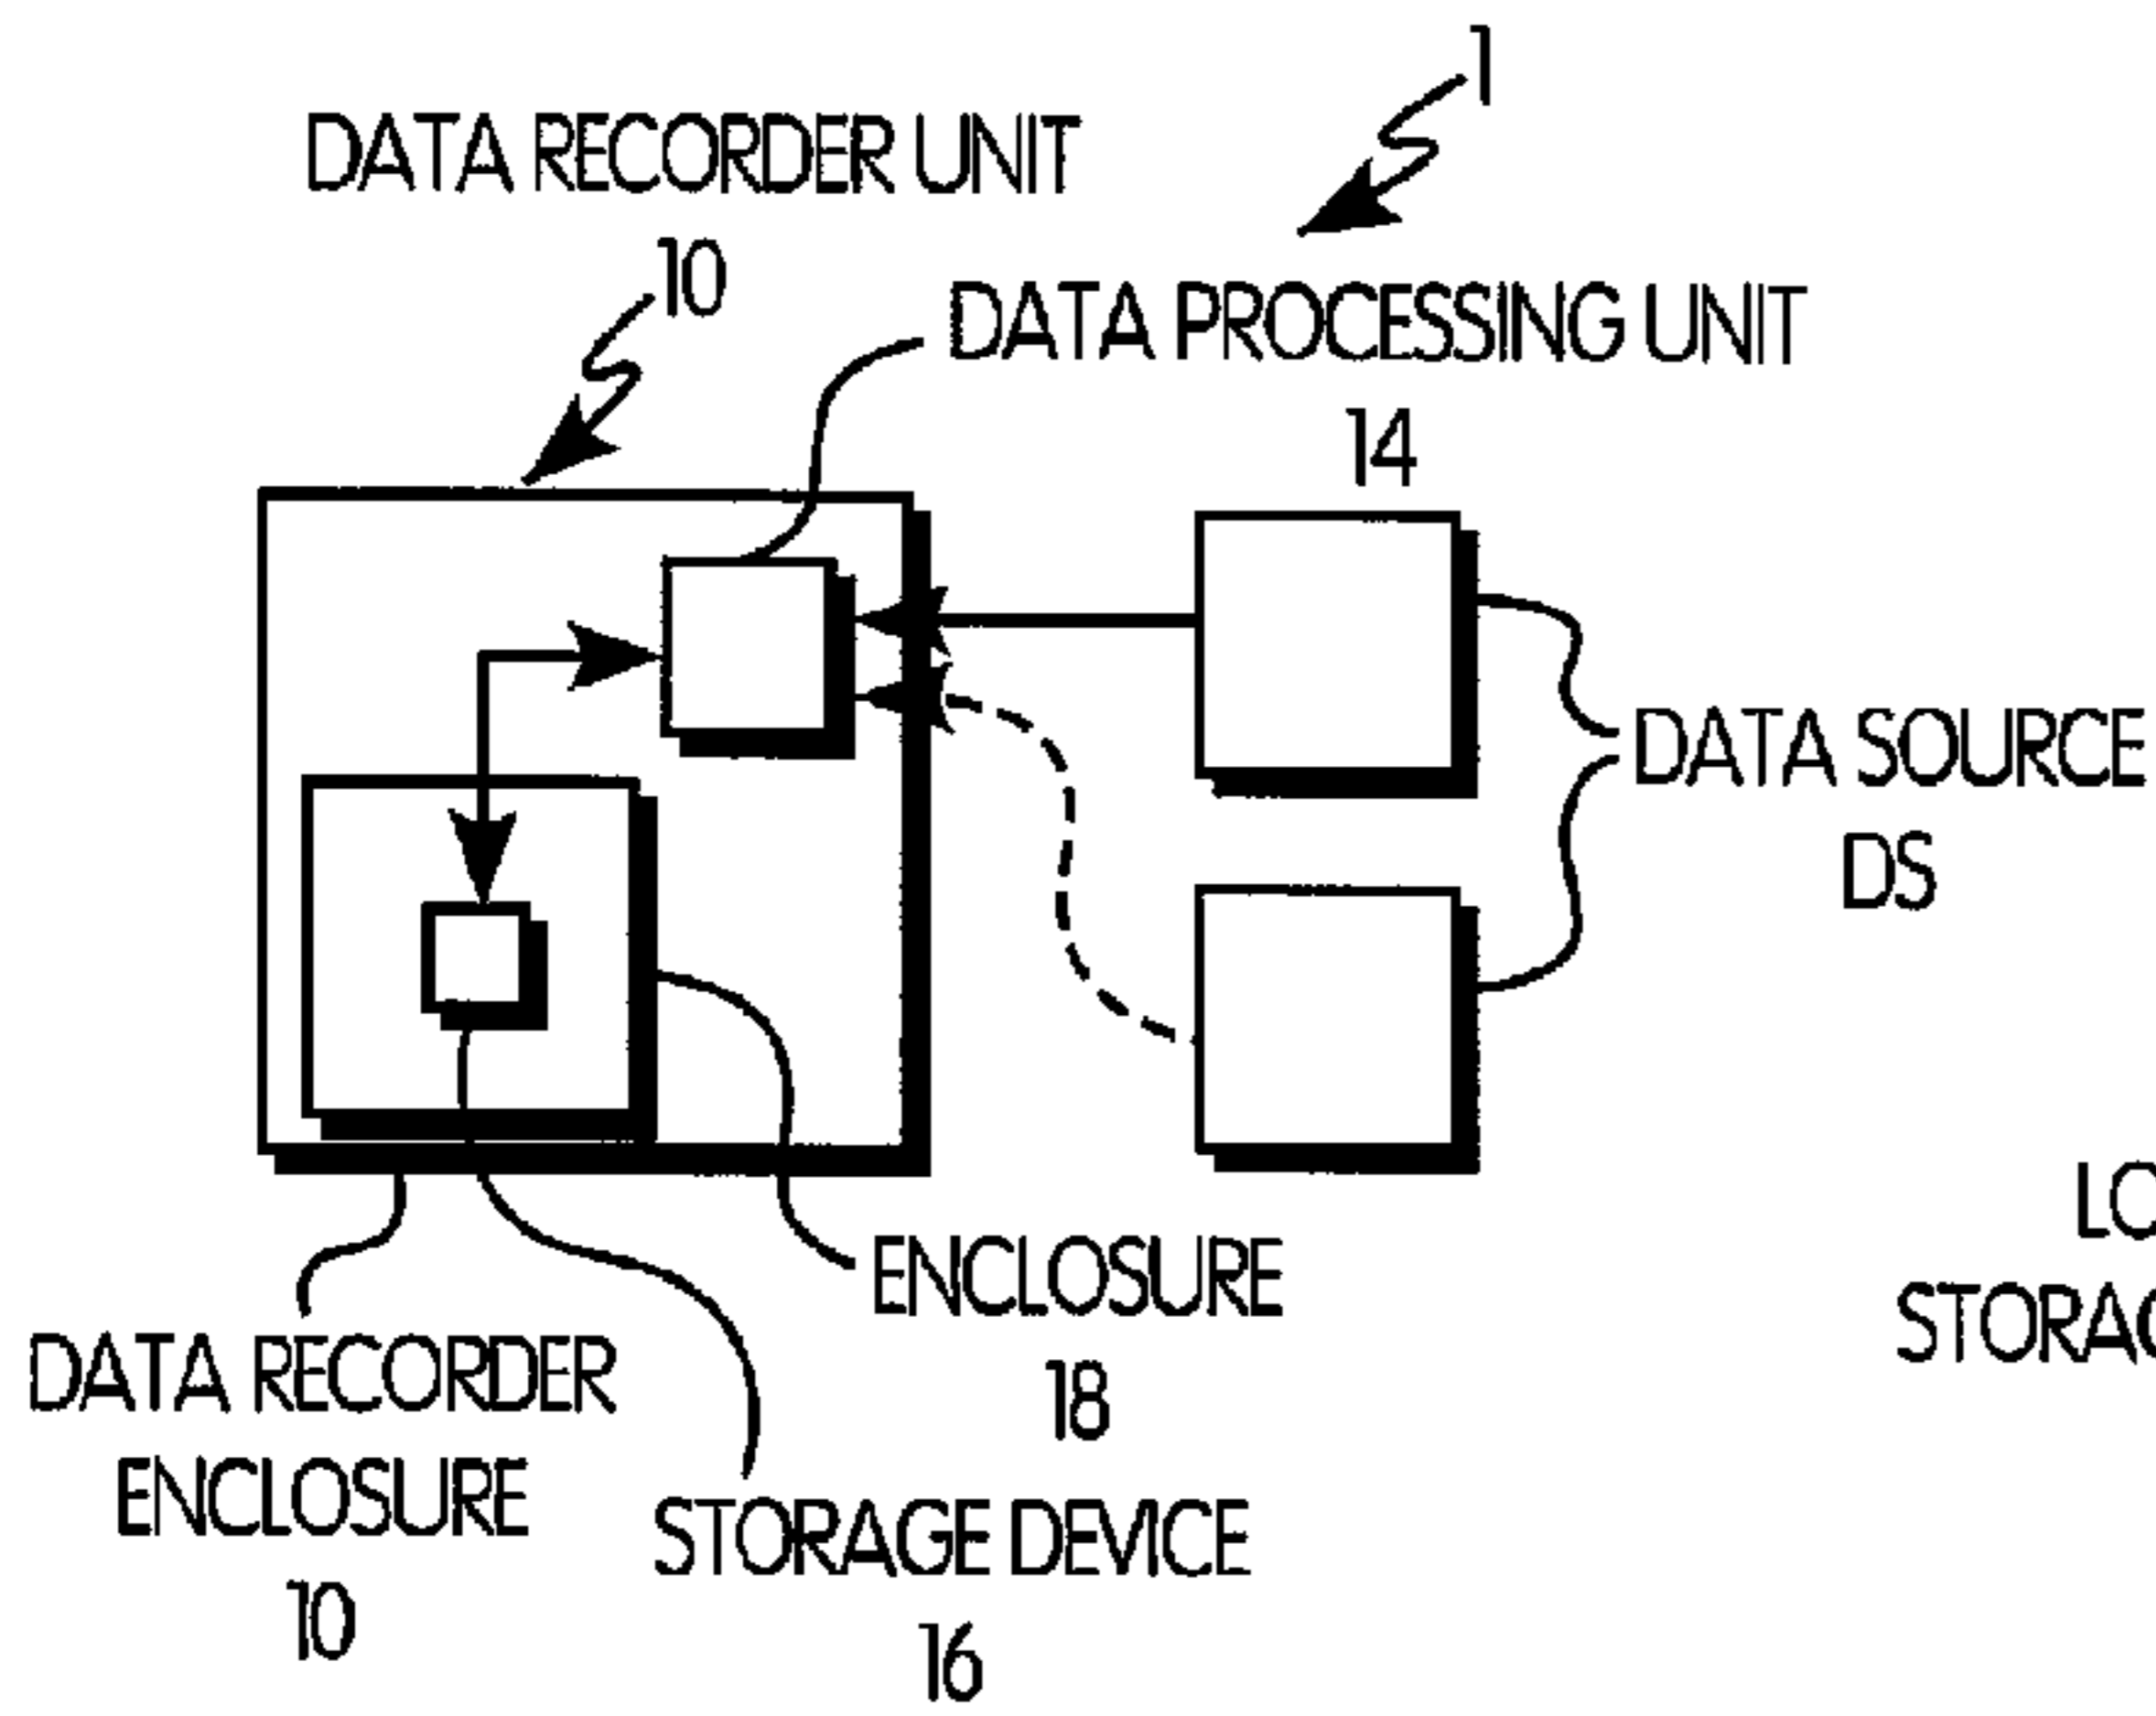 1
DATA RECORDER UNIT
10
DATA PROCESSING UNIT
14
DATA SOURCE
DS
ENCLOSURE
18
DATA RECORDER
ENCLOSURE
10
STORAGE DEVICE
16